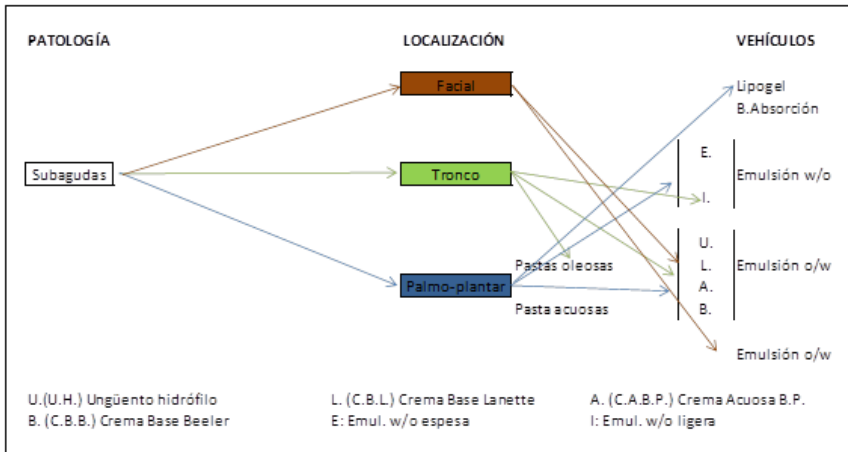 PATOLOGÍA LOCALIZACIÓN VEHÍCULOS
Facial
Lipogel
B.Absorción
E.
Subagudas
Tronco
Emulsión w/o
I.
U.
Pastas oleosas
L.
Emulsión o/w
Palmo-plantar
A.
Pasta acuosas
B.
Emulsión o/w
U.(U.H.) Ungüento hidrófilo L. (C.B.L.) Crema Base Lanette A. (C.A.B.P.) Crema Acuosa B.P.
B. (C.B.B.) Crema Base Beeler E: Emul. w/o espesa I: Emul. w/o ligera